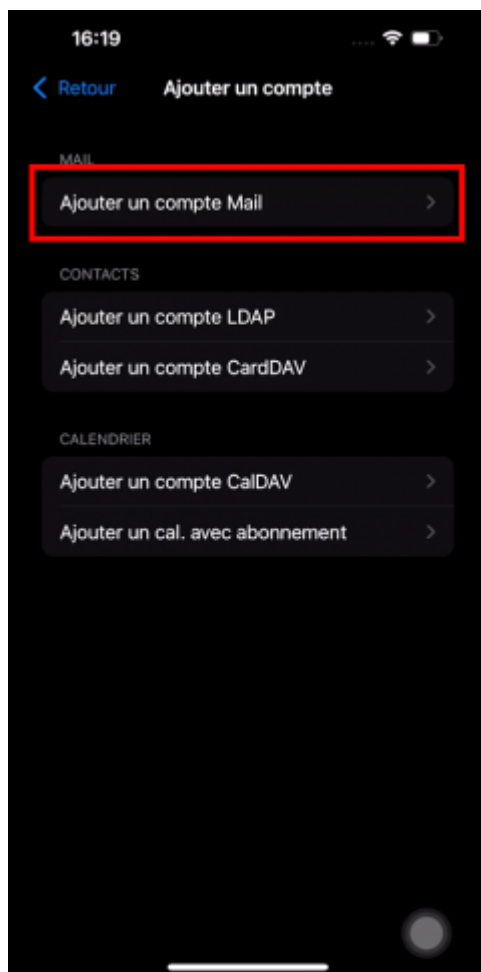 16:19
Retour
Ajouter un compte
MAIL
Ajouter un compte Mail
CONTACTS
Ajouter un compte LDAP
Ajouter un compte CardDAV
CALENDRIER
Ajouter un compte CalDAV
Ajouter un cal. avec abonnement